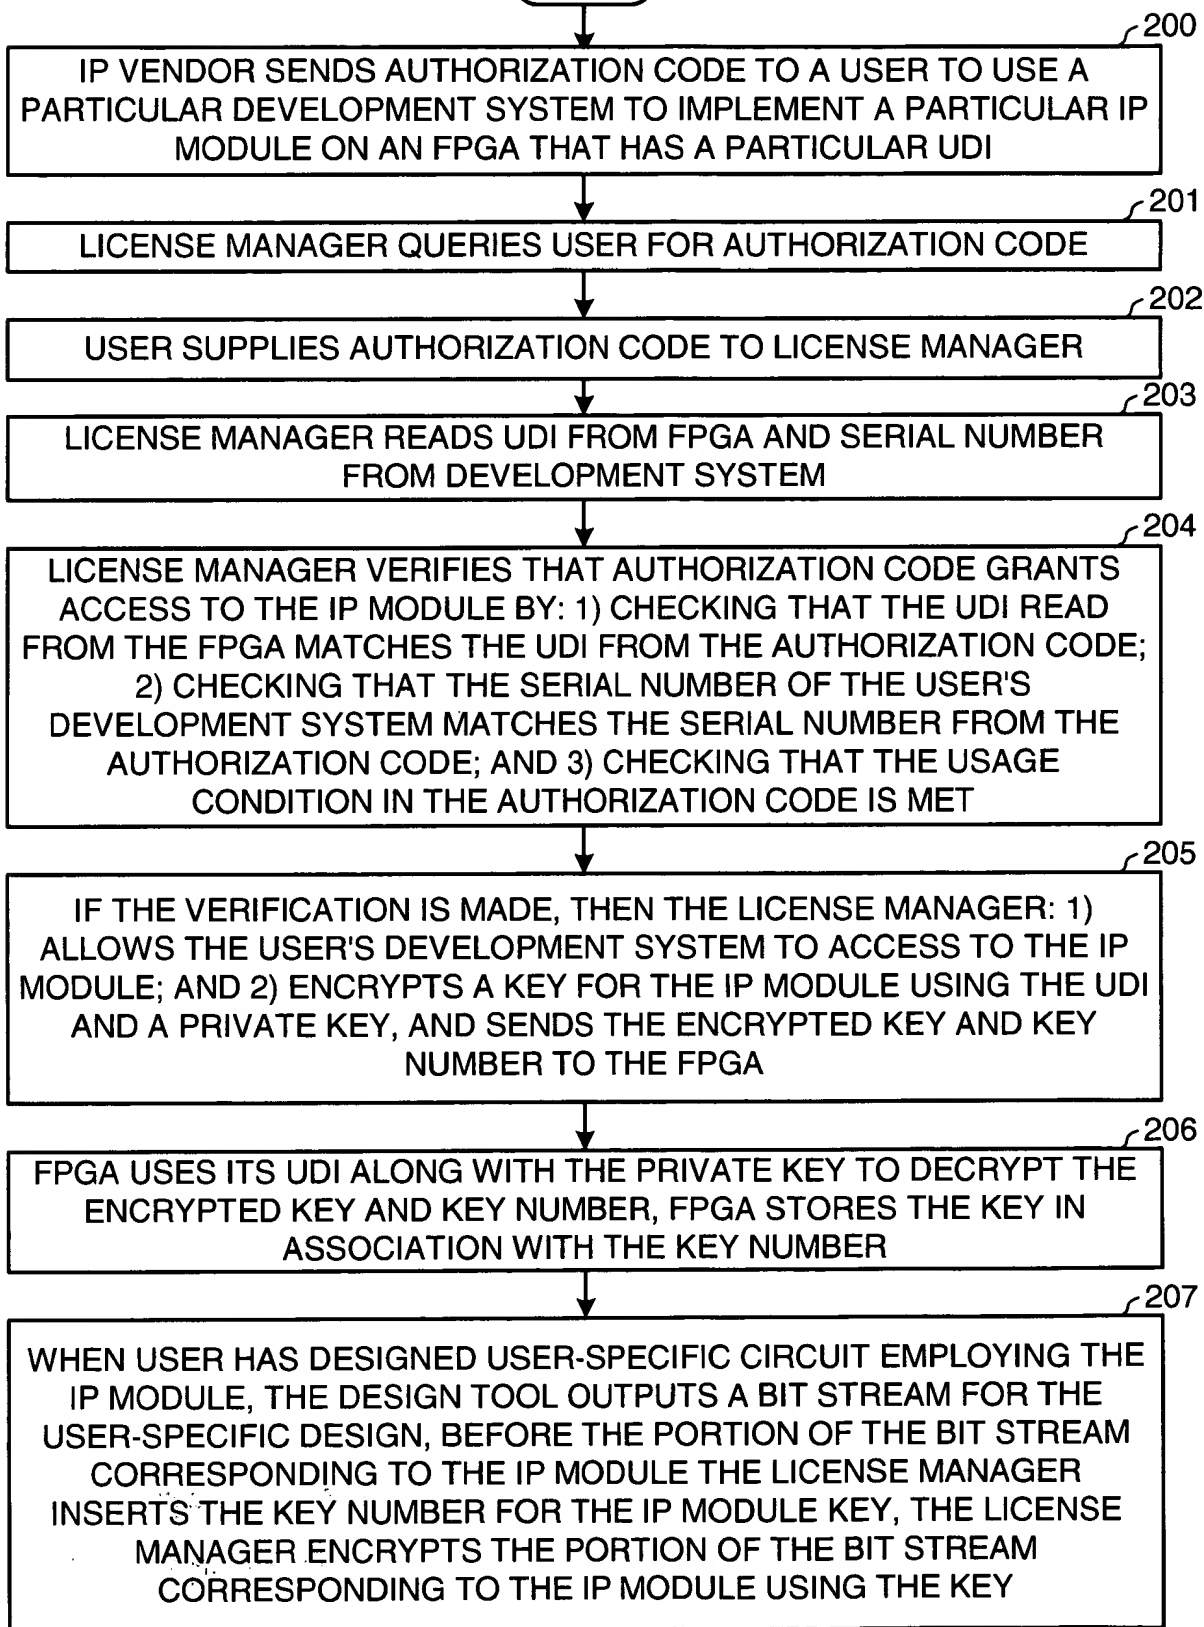 200
IP VENDOR SENDS AUTHORIZATION CODE TO A USER TO USE A
PARTICULAR DEVELOPMENT SYSTEM TO IMPLEMENT A PARTICULAR IP
MODULE ON AN FPGA THAT HAS A PARTICULAR UDI
201
LICENSE MANAGER QUERIES USER FOR AUTHORIZATION CODE
202
USER SUPPLIES AUTHORIZATION CODE TO LICENSE MANAGER
203
LICENSE MANAGER READS UDI FROM FPGA AND SERIAL NUMBER
FROM DEVELOPMENT SYSTEM
204
LICENSE MANAGER VERIFIES THAT AUTHORIZATION CODE GRANTS
ACCESS TO THE IP MODULE BY: 1) CHECKING THAT THE UDI READ
FROM THE FPGA MATCHES THE UDI FROM THE AUTHORIZATION CODE;
2) CHECKING THAT THE SERIAL NUMBER OF THE USER'S
DEVELOPMENT SYSTEM MATCHES THE SERIAL NUMBER FROM THE
AUTHORIZATION CODE; AND 3) CHECKING THAT THE USAGE
CONDITION IN THE AUTHORIZATION CODE IS MET
205
IF THE VERIFICATION IS MADE, THEN THE LICENSE MANAGER: 1)
ALLOWS THE USER'S DEVELOPMENT SYSTEM TO ACCESS TO THE IP
MODULE; AND 2) ENCRYPTS A KEY FOR THE IP MODULE USING THE UDI
AND A PRIVATE KEY, AND SENDS THE ENCRYPTED KEY AND KEY
NUMBER TO THE FPGA
206
FPGA USES ITS UDI ALONG WITH THE PRIVATE KEY TO DECRYPT THE
ENCRYPTED KEY AND KEY NUMBER, FPGA STORES THE KEY IN
ASSOCIATION WITH THE KEY NUMBER
207
WHEN USER HAS DESIGNED USER-SPECIFIC CIRCUIT EMPLOYING THE
IP MODULE, THE DESIGN TOOL OUTPUTS A BIT STREAM FOR THE
USER-SPECIFIC DESIGN, BEFORE THE PORTION OF THE BIT STREAM
CORRESPONDING TO THE IP MODULE THE LICENSE MANAGER
INSERTS THE KEY NUMBER FOR THE IP MODULE KEY, THE LICENSE
MANAGER ENCRYPTS THE PORTION OF THE BIT STREAM
CORRESPONDING TO THE IP MODULE USING THE KEY